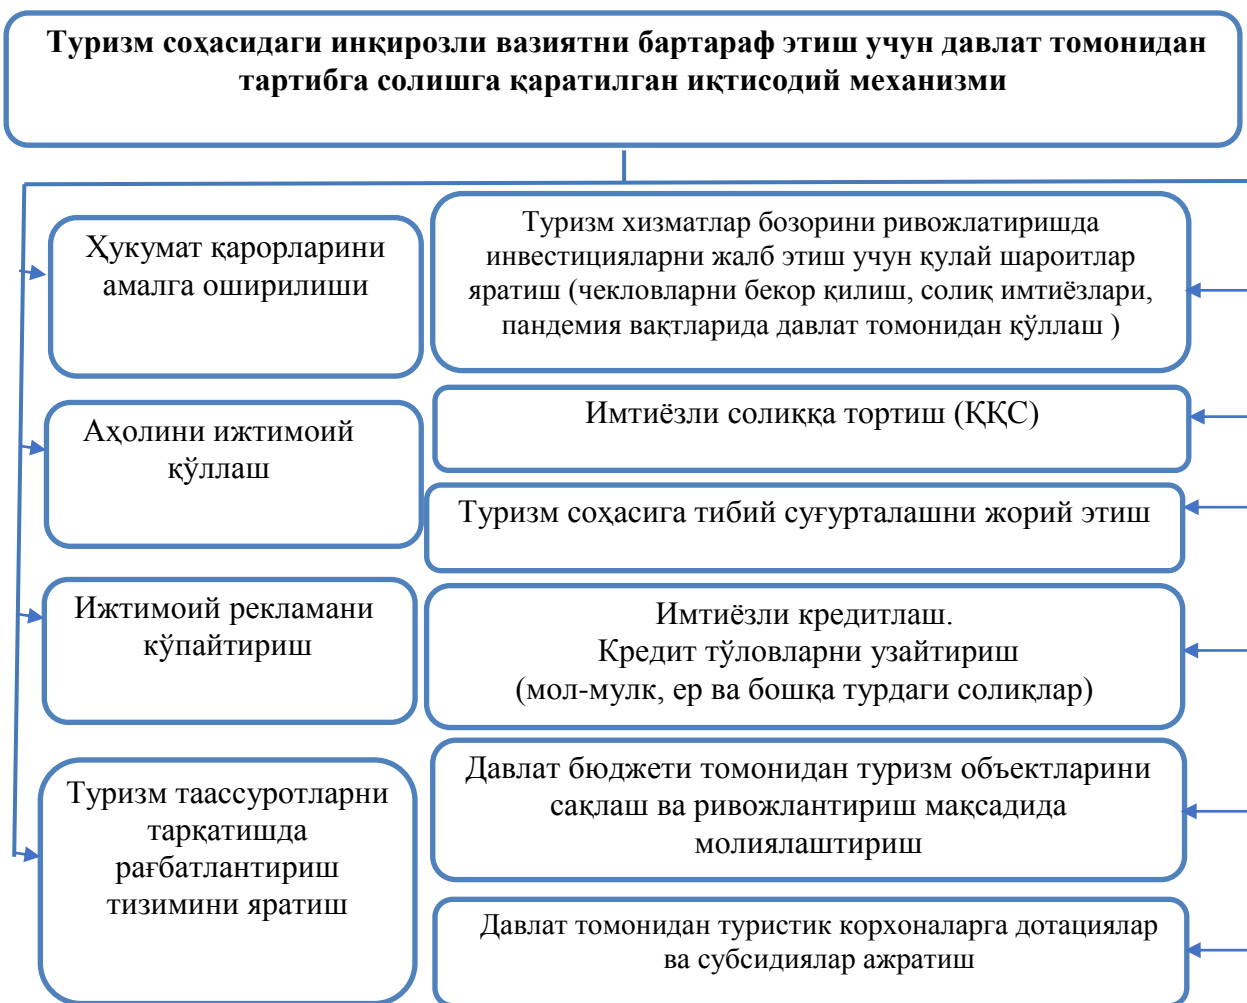 Туризм соҳасидаги инқирозли вазиятни бартараф этиш учун давлат томонидан
тартибга солишга қаратилган иқтисодий механизми
Ҳукумат қарорларини
амалга оширилиши
Аҳолини ижтимоий
қўллаш
Ижтимоий рекламани
кўпайтириш
Туризм таассуротларни
тарқатишда
рағбатлантириш
тизимини яратиш
Туризм хизматлар бозорини ривожлатиришда
инвестицияларни жалб этиш учун қулай шароитлар
яратиш (чекловларни бекор қилиш, солиқ имтиёзлари,
пандемия вақтларида давлат томонидан қўллаш )
Имтиёзли солиққа тортиш (ҚҚС)
Туризм соҳасига тибий суғурталашни жорий этиш
Имтиёзли кредитлаш.
Кредит тўловларни узайтириш
(мол-мулк, ер ва бошқа турдаги солиқлар)
Давлат бюджети томонидан туризм объектларини
сақлаш ва ривожлантириш мақсадида
молиялаштириш
Давлат томонидан туристик корхоналарга дотациялар
ва субсидиялар ажратиш